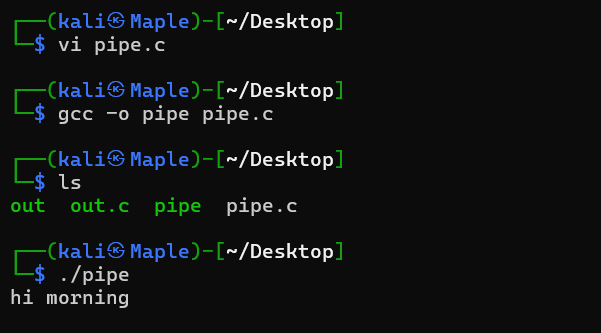 ┌──(kali㉿Maple)-[~/Desktop]
└─$ vi pipe.c
┌──(kali㉿Maple)-[~/Desktop]
└─$ gcc -o pipe pipe.c
┌──(kali㉿Maple)-[~/Desktop]
└─$ ls
out  out.c  pipe  pipe.c
┌──(kali㉿Maple)-[~/Desktop]
└─$ ./pipe
hi morning